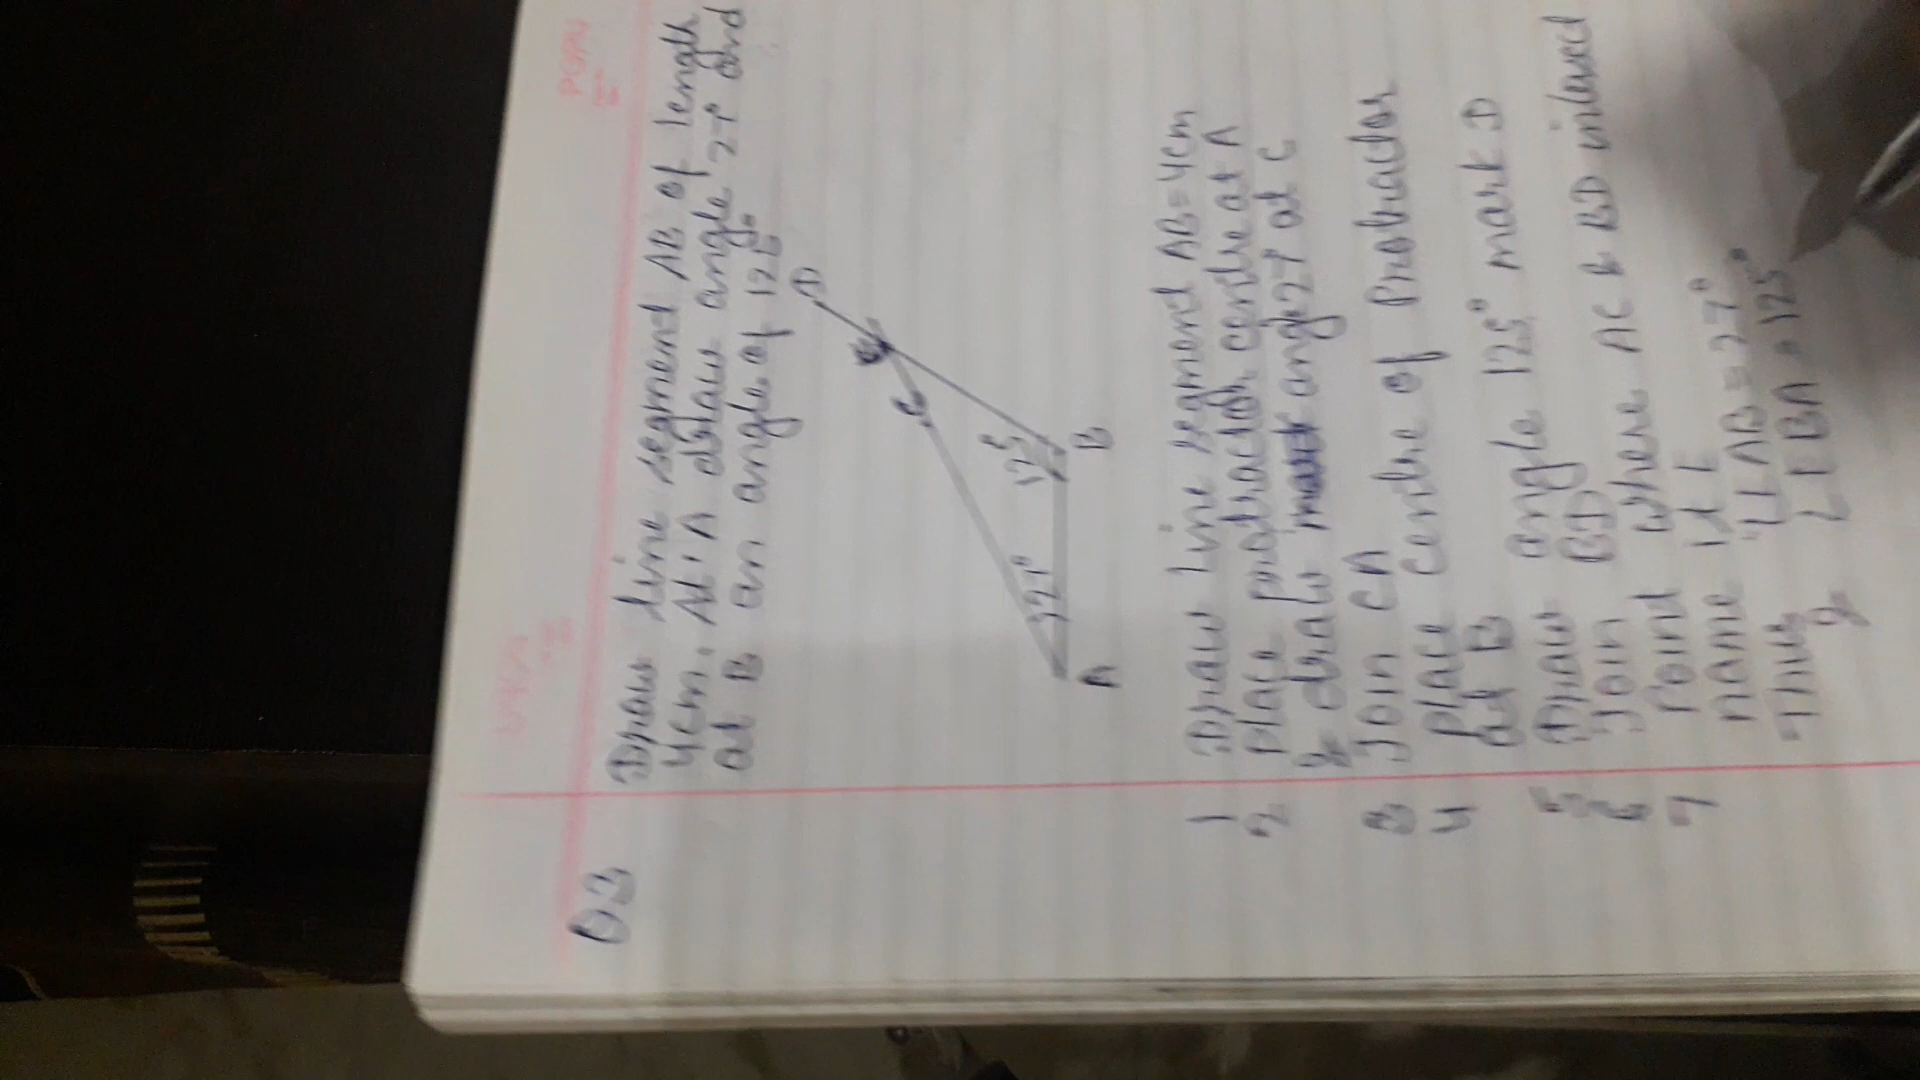 Q3 Draw line segment AB of length
4cm. At A draw angle 27° and
at B an angle of 125°
D
E
C
27°
125
A
B
1 Draw line segment AB = 4cm
2 place protractor centre at A
& draw angle 27° at C
3 Join CA
4 place centre of Protractor
at B
5 Draw angle 125° mark D
6 Join BD
7 Point where AC & BD intersect
name it E
Thus ∠EAB = 27°
& ∠EBA = 125°